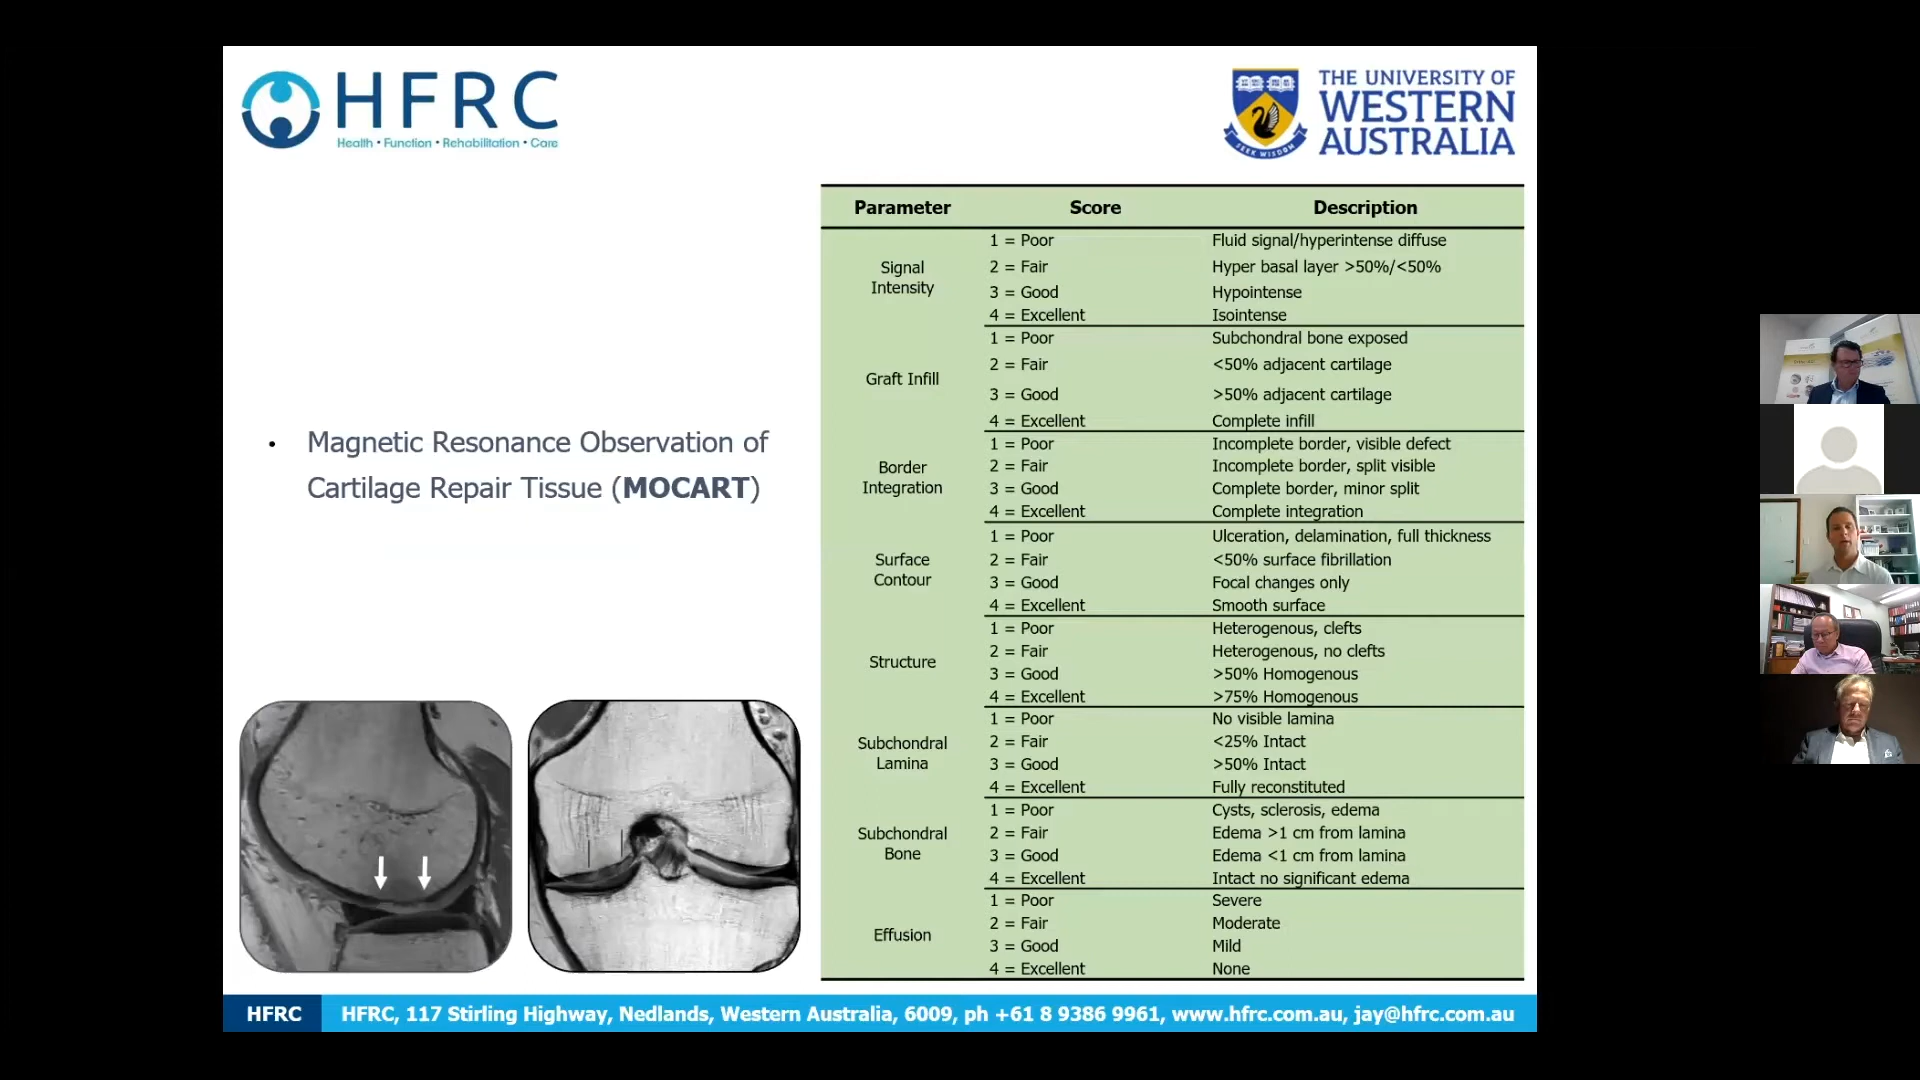 HFRC
Health • Function • Rehabilitation • Care
THE UNIVERSITY OF
WESTERN
AUSTRALIA
SEEK WISDOM
• Magnetic Resonance Observation of
Cartilage Repair Tissue (MOCART)
Parameter Score Description
Signal Intensity
1 = Poor Fluid signal/hyperintense diffuse
2 = Fair Hyper basal layer >50%/<50%
3 = Good Hypointense
4 = Excellent Isointense
Graft Infill
1 = Poor Subchondral bone exposed
2 = Fair <50% adjacent cartilage
3 = Good >50% adjacent cartilage
4 = Excellent Complete infill
Border Integration
1 = Poor Incomplete border, visible defect
2 = Fair Incomplete border, split visible
3 = Good Complete border, minor split
4 = Excellent Complete integration
Surface Contour
1 = Poor Ulceration, delamination, full thickness
2 = Fair <50% surface fibrillation
3 = Good Focal changes only
4 = Excellent Smooth surface
Structure
1 = Poor Heterogenous, clefts
2 = Fair Heterogenous, no clefts
3 = Good >50% Homogenous
4 = Excellent >75% Homogenous
Subchondral Lamina
1 = Poor No visible lamina
2 = Fair <25% Intact
3 = Good >50% Intact
4 = Excellent Fully reconstituted
Subchondral Bone
1 = Poor Cysts, sclerosis, edema
2 = Fair Edema >1 cm from lamina
3 = Good Edema <1 cm from lamina
4 = Excellent Intact no significant edema
Effusion
1 = Poor Severe
2 = Fair Moderate
3 = Good Mild
4 = Excellent None
HFRC HFRC, 117 Stirling Highway, Nedlands, Western Australia, 6009, ph +61 8 9386 9961, www.hfrc.com.au, jay@hfrc.com.au